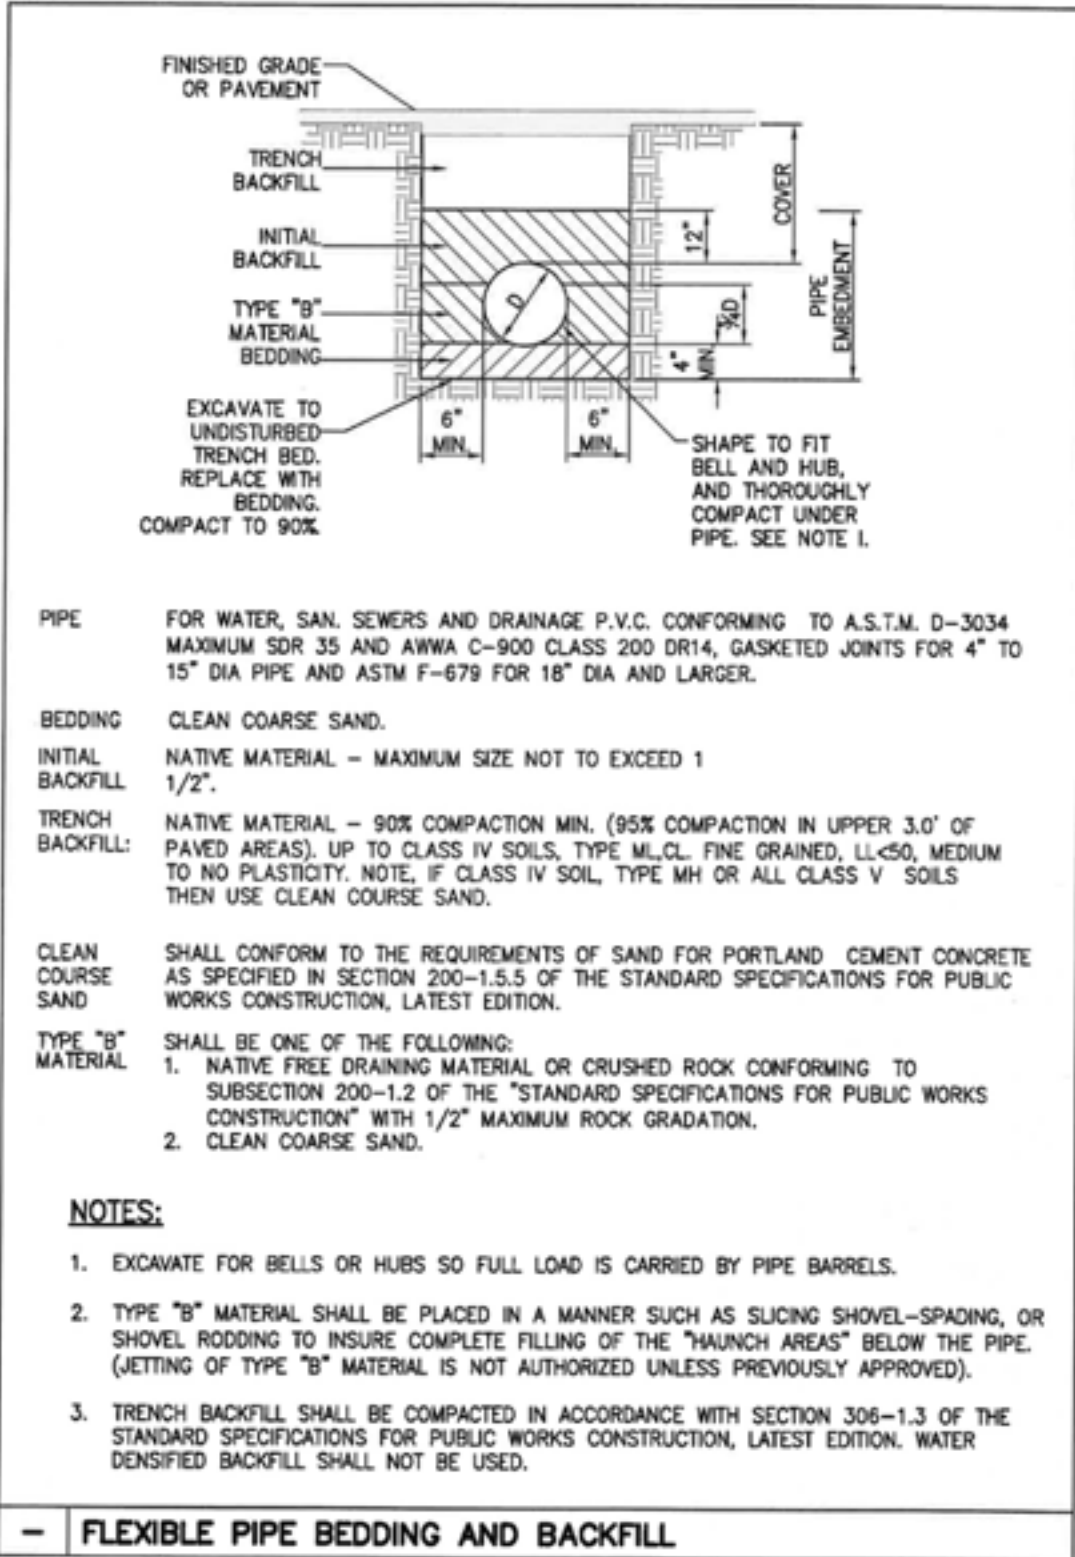 FINISHED GRADE
OR PAVEMENT
TRENCH
BACKFILL
INITIAL
BACKFILL
TYPE "B"
MATERIAL
BEDDING
EXCAVATE TO
UNDISTURBED
TRENCH BED.
REPLACE WITH
BEDDING.
COMPACT TO 90%
D
6"
MIN.
6"
MIN.
12"
¾D
4"
MIN.
COVER
PIPE
EMBEDMENT
SHAPE TO FIT
BELL AND HUB,
AND THOROUGHLY
COMPACT UNDER
PIPE. SEE NOTE I.
PIPE FOR WATER, SAN. SEWERS AND DRAINAGE P.V.C. CONFORMING TO A.S.T.M. D-3034
MAXIMUM SDR 35 AND AWWA C-900 CLASS 200 DR14, GASKETED JOINTS FOR 4" TO
15" DIA PIPE AND ASTM F-679 FOR 18" DIA AND LARGER.
BEDDING CLEAN COARSE SAND.
INITIAL NATIVE MATERIAL - MAXIMUM SIZE NOT TO EXCEED 1
BACKFILL 1/2".
TRENCH NATIVE MATERIAL - 90% COMPACTION MIN. (95% COMPACTION IN UPPER 3.0' OF
BACKFILL: PAVED AREAS). UP TO CLASS IV SOILS, TYPE ML,CL. FINE GRAINED, LL<50, MEDIUM
TO NO PLASTICITY. NOTE, IF CLASS IV SOIL, TYPE MH OR ALL CLASS V SOILS
THEN USE CLEAN COURSE SAND.
CLEAN SHALL CONFORM TO THE REQUIREMENTS OF SAND FOR PORTLAND CEMENT CONCRETE
COURSE AS SPECIFIED IN SECTION 200-1.5.5 OF THE STANDARD SPECIFICATIONS FOR PUBLIC
SAND WORKS CONSTRUCTION, LATEST EDITION.
TYPE "B" SHALL BE ONE OF THE FOLLOWING:
MATERIAL 1. NATIVE FREE DRAINING MATERIAL OR CRUSHED ROCK CONFORMING TO
SUBSECTION 200-1.2 OF THE "STANDARD SPECIFICATIONS FOR PUBLIC WORKS
CONSTRUCTION" WITH 1/2" MAXIMUM ROCK GRADATION.
2. CLEAN COARSE SAND.
NOTES:
1. EXCAVATE FOR BELLS OR HUBS SO FULL LOAD IS CARRIED BY PIPE BARRELS.
2. TYPE "B" MATERIAL SHALL BE PLACED IN A MANNER SUCH AS SLICING SHOVEL-SPADING, OR
SHOVEL RODDING TO INSURE COMPLETE FILLING OF THE "HAUNCH AREAS" BELOW THE PIPE.
(JETTING OF TYPE "B" MATERIAL IS NOT AUTHORIZED UNLESS PREVIOUSLY APPROVED).
3. TRENCH BACKFILL SHALL BE COMPACTED IN ACCORDANCE WITH SECTION 306-1.3 OF THE
STANDARD SPECIFICATIONS FOR PUBLIC WORKS CONSTRUCTION, LATEST EDITION. WATER
DENSIFIED BACKFILL SHALL NOT BE USED.
- FLEXIBLE PIPE BEDDING AND BACKFILL